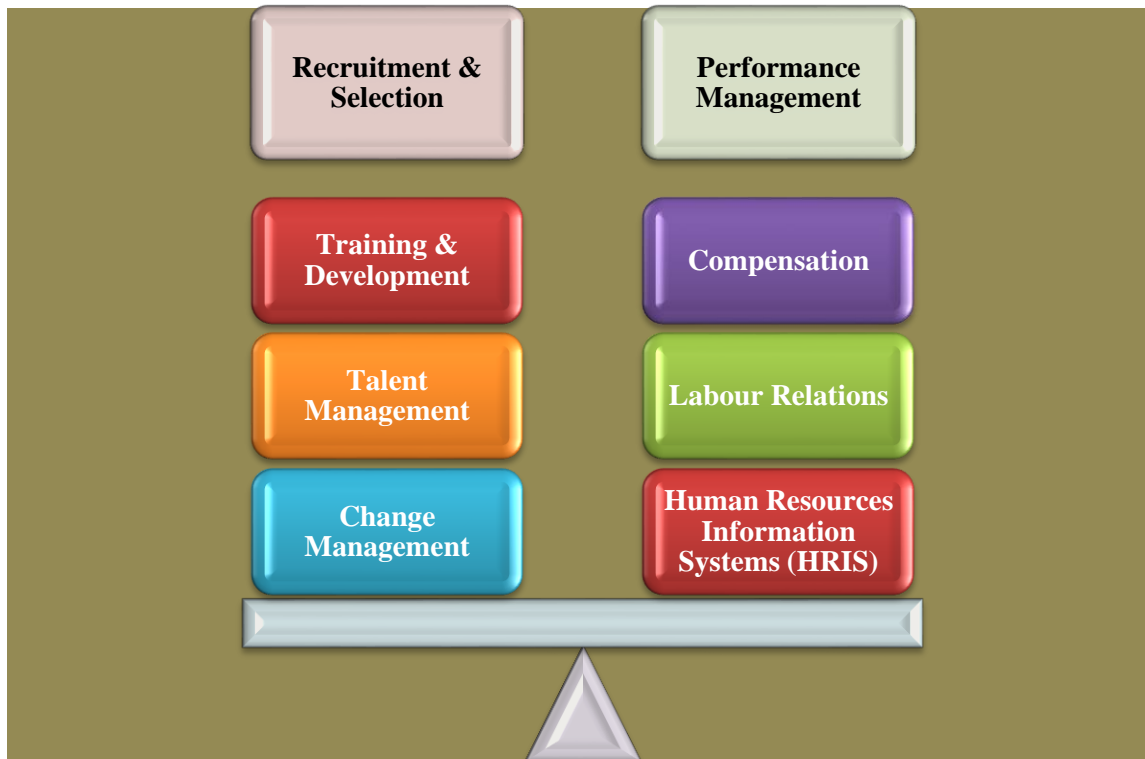 Recruitment &
Selection
Performance
Management
Training &
Development
Compensation
Talent
Management
Labour Relations
Change
Management
Human Resources
Information
Systems (HRIS)